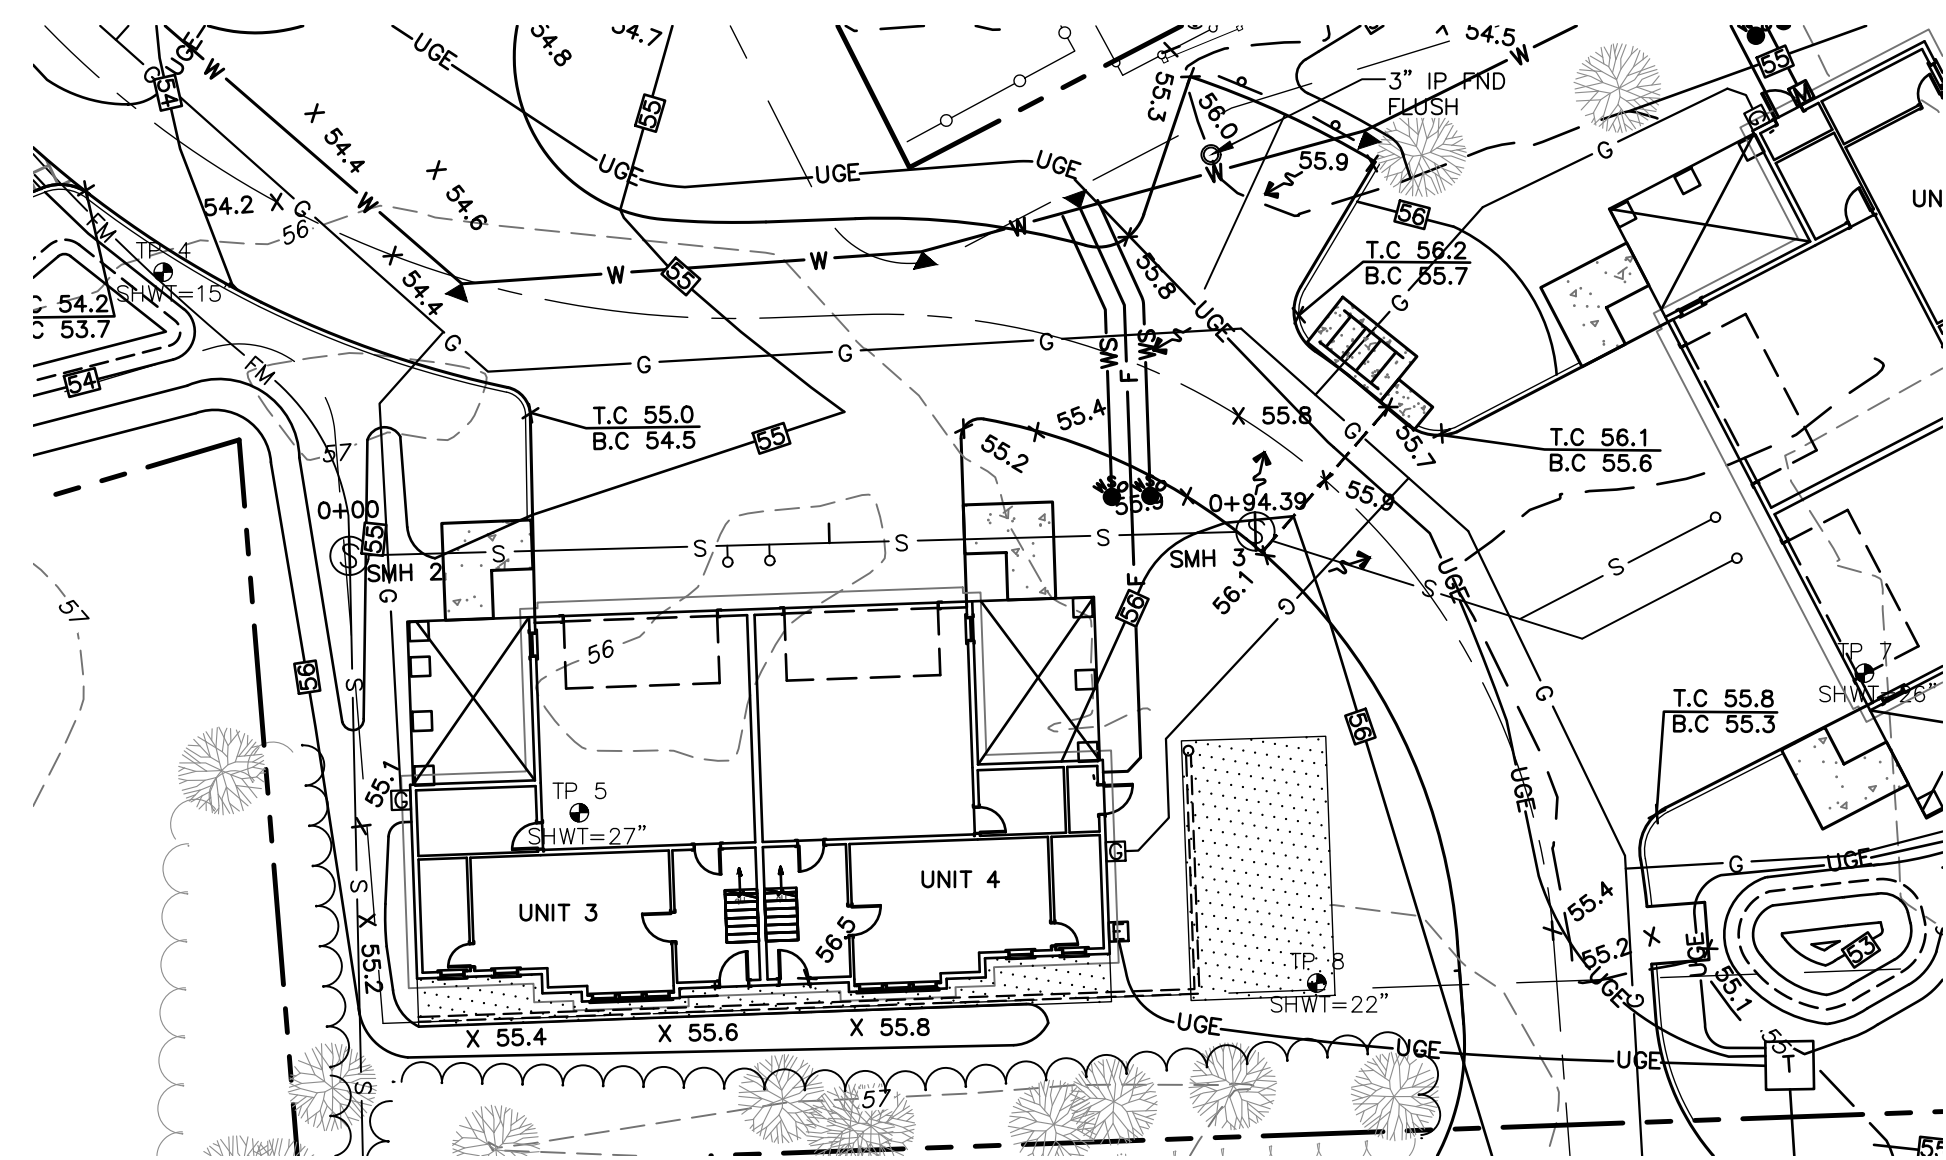 UGE
54.8
54.7
54.5
W
UGE
W
UGE
G
54
W
55
55.3
56.0
3" IP FND
FLUSH
55
M
G
X 54.4
X 54.6
UGE
UGE
UGE
W
55.9
G
54.2 X
G
W
56
56
UN
FM
TP 4
SHWT=15"
X 54.4
W
55
W
W
55.8
T.C 56.2
B.C 55.7
G
54.2
C 53.7
UGE
G
G
G
G
WS
WS
F
54
FM
T.C 55.0
B.C 54.5
55
55.4
55.2
X 55.8
G
55.7
T.C 56.1
B.C 55.6
57
0+00
WSO
WSO
55.9 X
0+94.39
X 55.9
S
55
S
S
S
S
S
SMH 2
SMH 3
S
S
57
G
F
56
56.1
G
UGE
56
56
S
56
G
TP 7
SHWT=26"
T.C 55.8
B.C 55.3
55.1
G
TP 5
SHWT=27"
UGE
G
G
UGE
S
X 55.2
UNIT 3
UNIT 4
56.5
E
55.4
55.2 X
UGE
53
TP 8
SHWT=22"
UGE
G
55.1
X 55.4
X 55.6
X 55.8
UGE
UGE
UGE
55
T
S
57
55